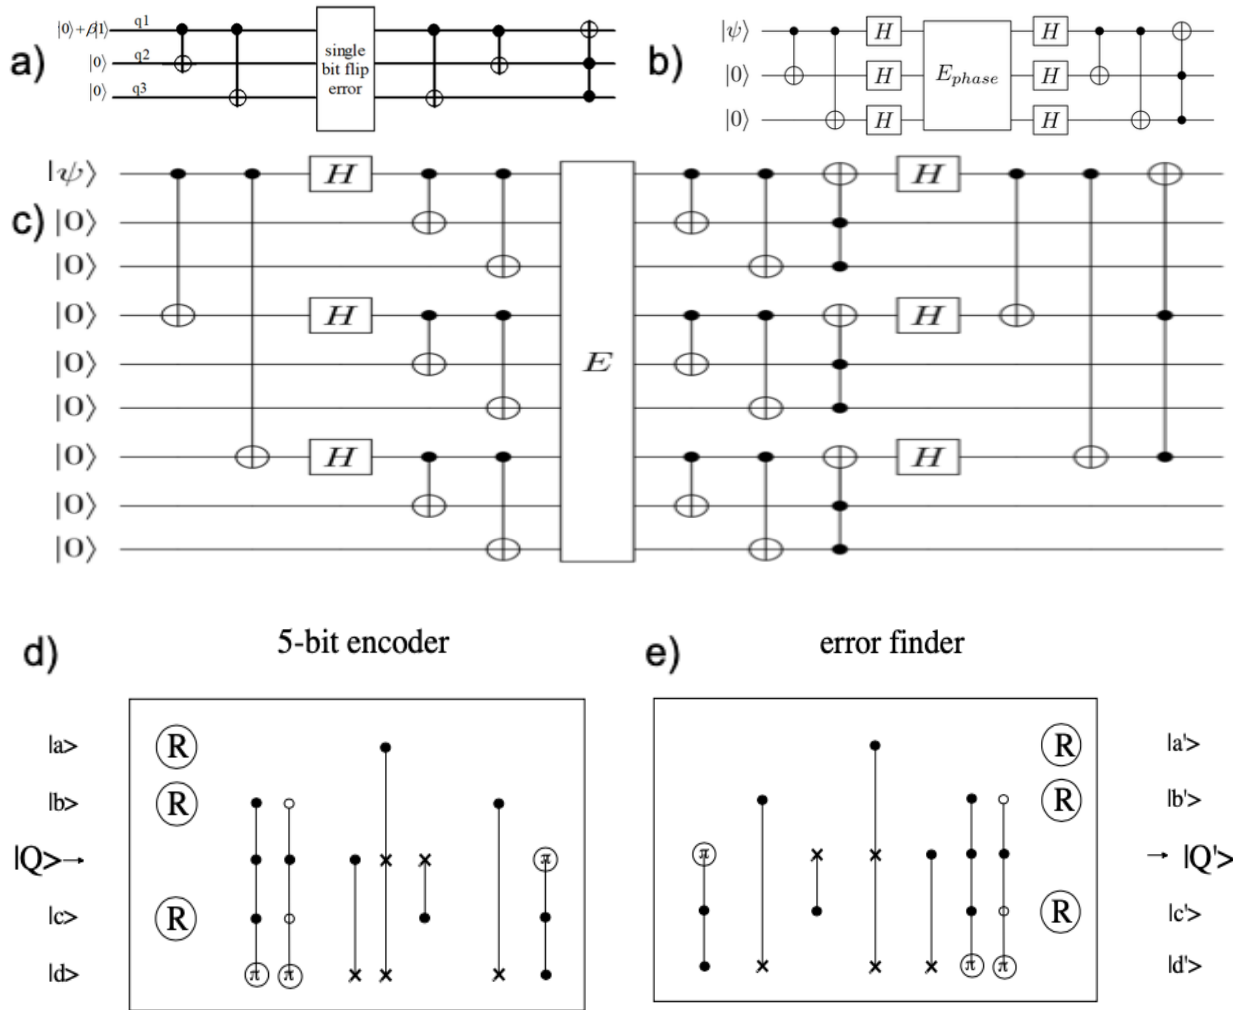 a)
|0⟩+β|1⟩ q1
|0⟩ q2
|0⟩ q3
single
bit flip
error
b)
|ψ⟩ H H
|0⟩ H E_phase H
|0⟩ H H
c)
|ψ⟩ H H
|0⟩
|0⟩
|0⟩ H H
|0⟩ E
|0⟩
|0⟩ H H
|0⟩
|0⟩
d) 5-bit encoder
|a> R
|b> R
|Q>→ π
|c> R
|d> π π
e) error finder
R |a'>
R |b'>
π → |Q'>
R |c'>
π π |d'>